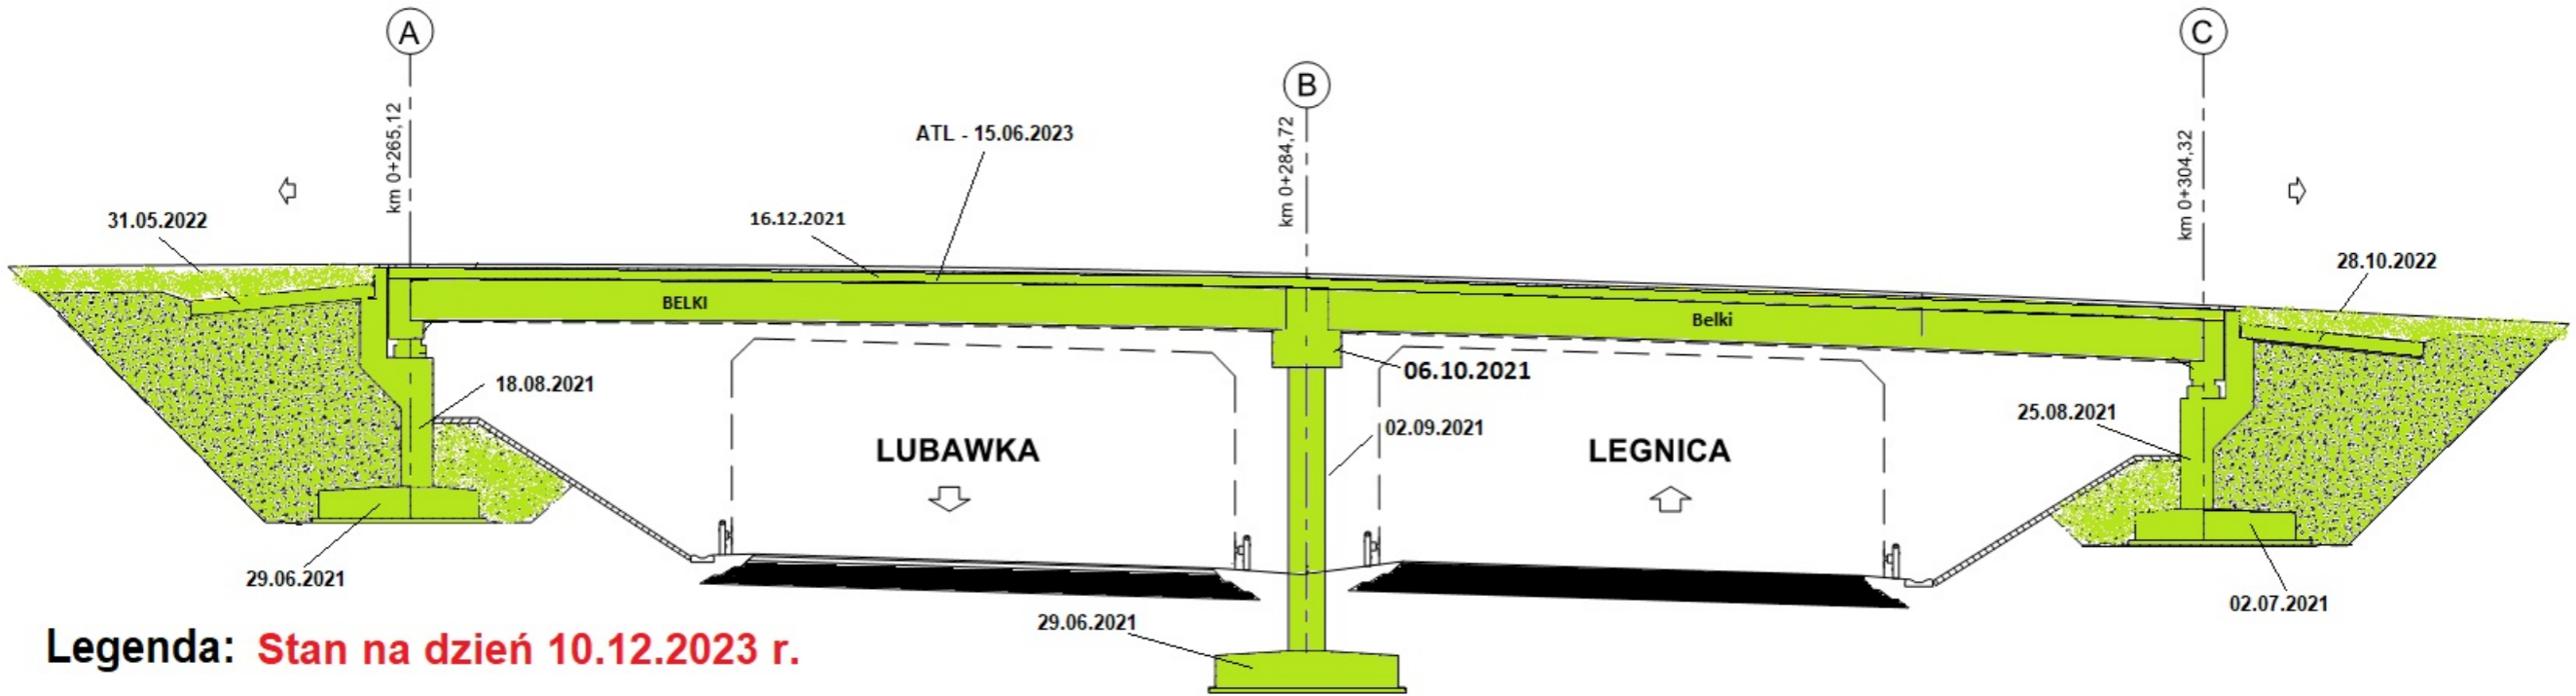 A
B
C
km 0+265,12
km 0+284,72
km 0+304,32
ATL - 15.06.2023
31.05.2022
16.12.2021
28.10.2022
BELKI
Belki
06.10.2021
18.08.2021
25.08.2021
02.09.2021
LUBAWKA
LEGNICA
29.06.2021
02.07.2021
29.06.2021
Legenda: Stan na dzień 10.12.2023 r.